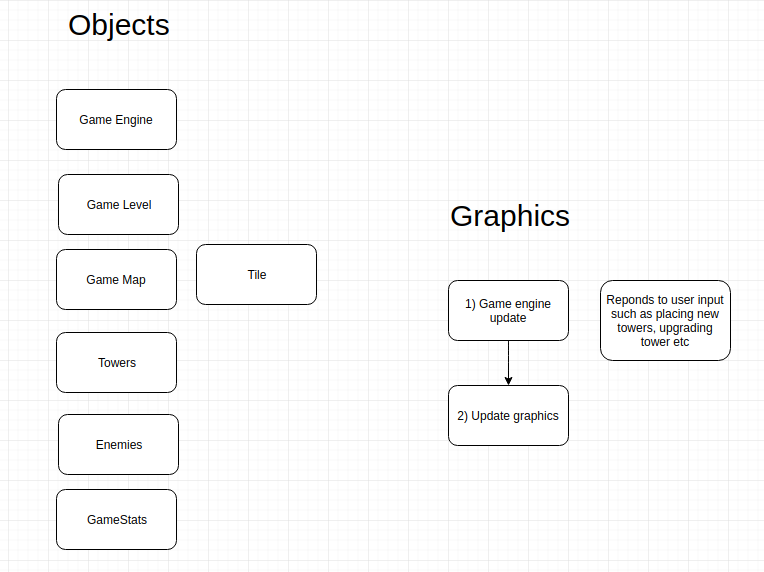 Objects
Game Engine
Game Level
Game Map
Tile
Towers
Enemies
GameStats
Graphics
1) Game engine
update
2) Update graphics
Reponds to user input
such as placing new
towers, upgrading
tower etc